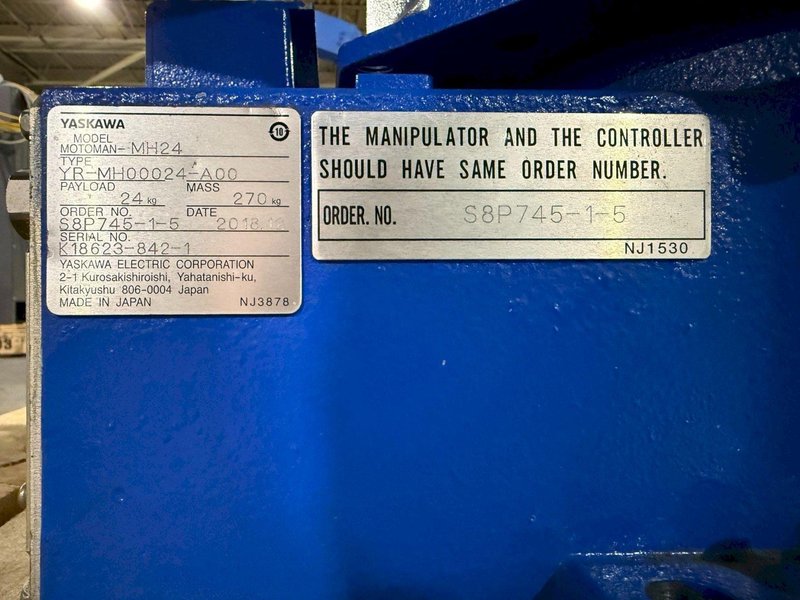 YASKAWA
MODEL
MOTOMAN-MH24
TYPE
YR-MH00024-A00
PAYLOAD MASS
24 kg 270 kg
ORDER. NO. DATE
S8P745-1-5
SERIAL NO.
K18623-842-1
YASKAWA ELECTRIC CORPORATION
2-1 Kurosakishiroishi, Yahatanishi-ku,
Kitakyushu 806-0004 Japan
MADE IN JAPAN NJ3878
10
THE MANIPULATOR AND THE CONTROLLER
SHOULD HAVE SAME ORDER NUMBER.
ORDER. NO. S8P745-1-5
NJ1530